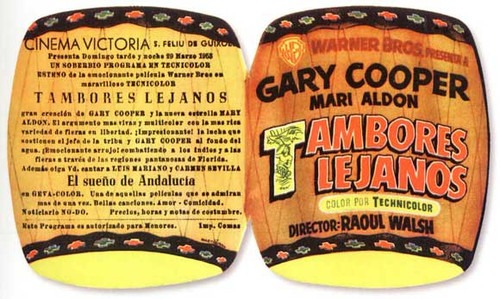 CINEMA VICTORIA S. FELIU DE GUIXOLS
Presenta Domingo tarde y noche 29 Marzo 1953
UN SOBERBIO PROGRAMA EN TECNICOLOR
ESTRENO de la emocionante película Warner Bros en
maravilloso TECNICOLOR
TAMBORES LEJANOS
gran creación de GARY COOPER y la nueva estrella MARY
ALDON. El argumento mas vivas y multicolor con la mas rica
variedad de fieras en libertad. ¡Impresionante! la lucha que
sostienen el jefe de la tribu y GARY COOPER al fondo del
agua. ¡Emocionante arrojo! combatiendo a los indios y a las
fieras a través de las regiones pantanosas de Florida.
Además otra Vd. cantar a LUIS MARIANO y CARMEN SEVILLA
El sueño de Andalucia
en GEVA-COLOR. Una de aquellas películas que se admiran
mas de una vez. Bellas canciones. Amor - Comicidad.
Noticiario NO-DO. Precios, horas y notas de costumbre.
Este Programa es autorizado para Menores. Imp. Comas
WB
WARNER BROS. PRESENTA A
GARY COOPER
MARI ALDON
TAMBORES
LEJANOS
COLOR POR TECHNICOLOR
DIRECTOR: RAOUL WALSH